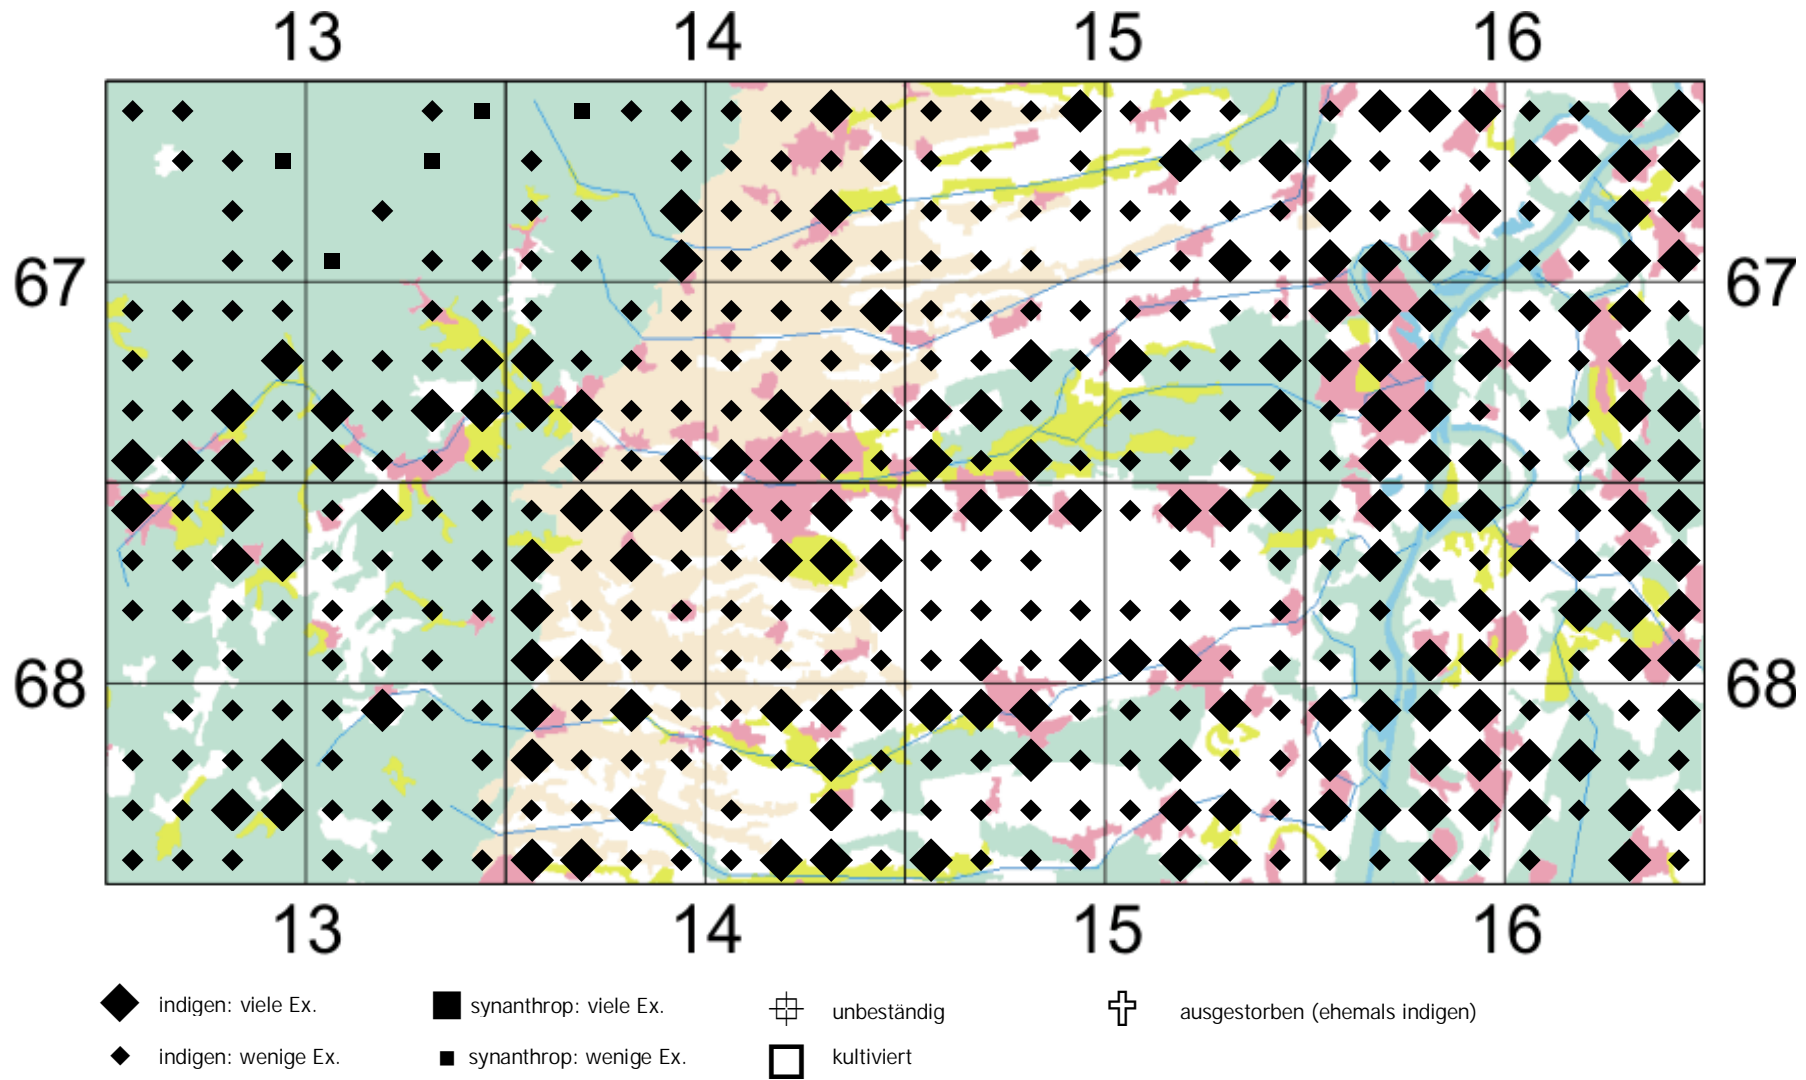 13 14 15 16
67 67
68 68
13 14 15 16
indigen: viele Ex. synanthrop: viele Ex. unbeständig ausgestorben (ehemals indigen)
indigen: wenige Ex. synanthrop: wenige Ex. kultiviert